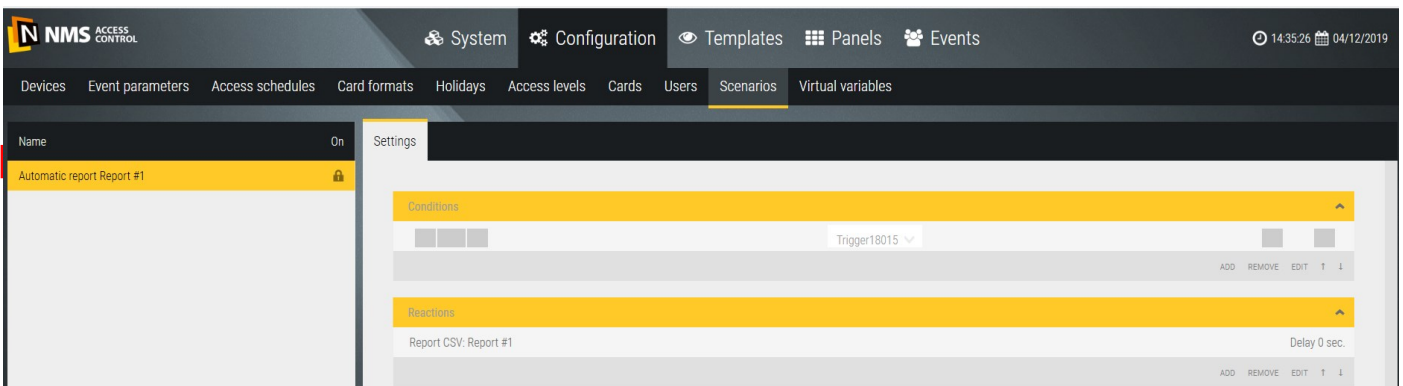 N NMS ACCESS CONTROL
System Configuration Templates Panels Events
14:35:26 04/12/2019
Devices Event parameters Access schedules Card formats Holidays Access levels Cards Users Scenarios Virtual variables
Name On
Settings
Automatic report Report #1
Conditions
Trigger18015
ADD REMOVE EDIT ↑ ↓
Reactions
Report CSV: Report #1 Delay 0 sec.
ADD REMOVE EDIT ↑ ↓